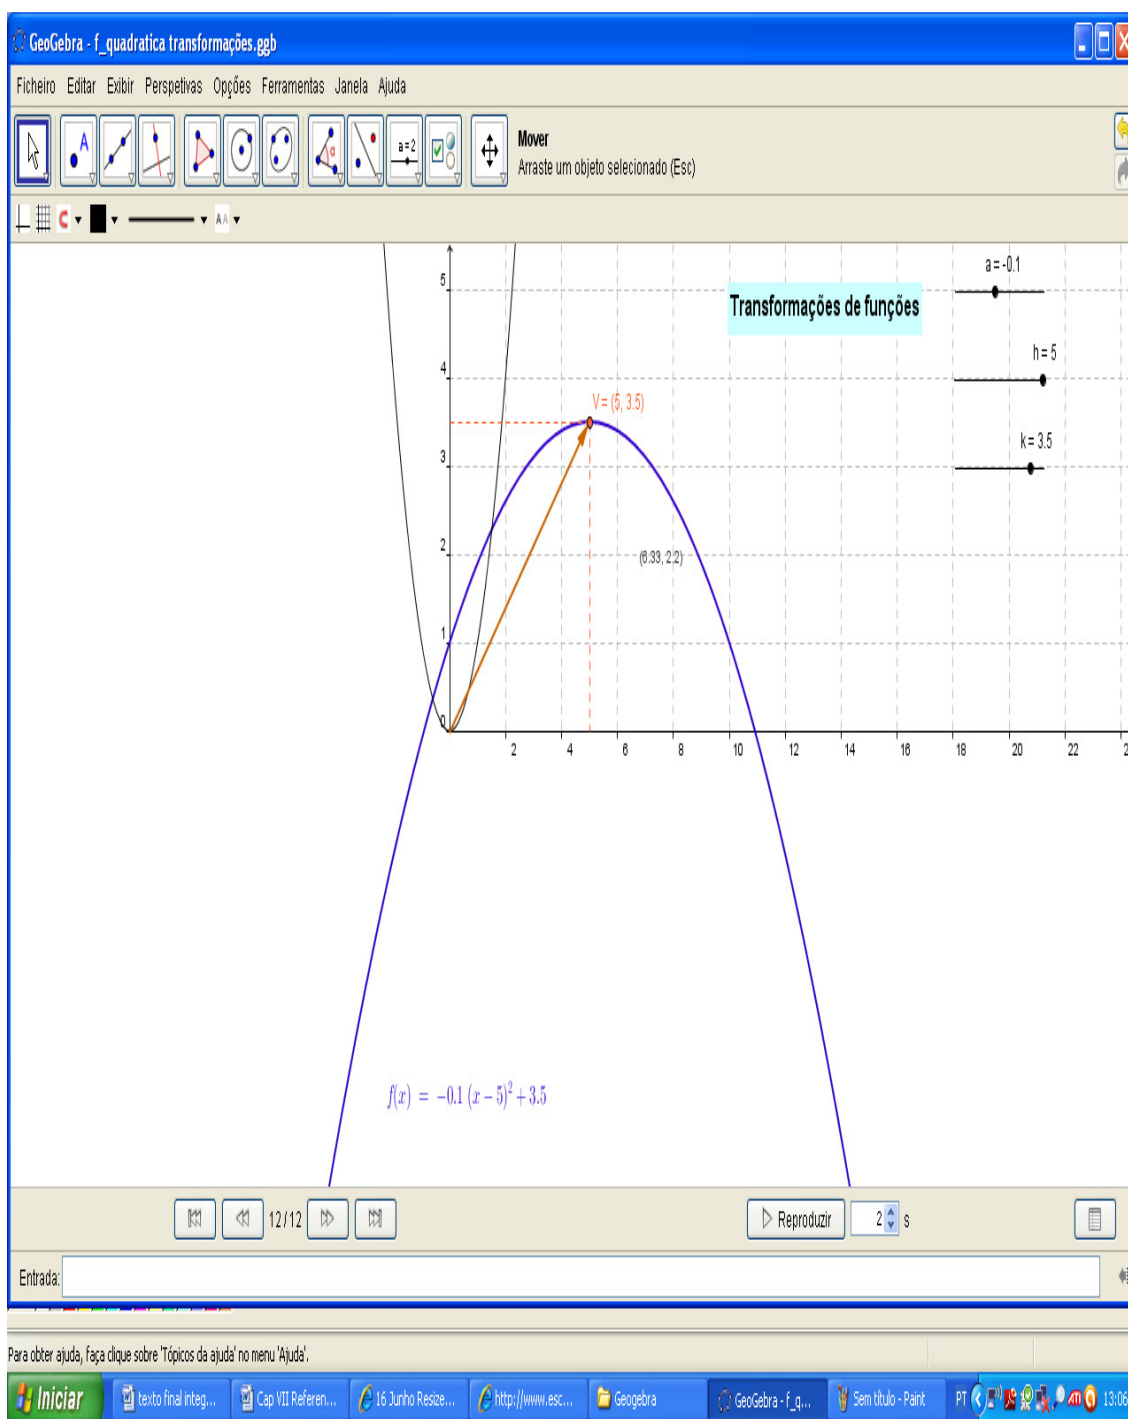 GeoGebra - f_quadratica transformações.ggb
Ficheiro Editar Exibir Perspetivas Opções Ferramentas Janela Ajuda
A
α
a = 2
Mover
Arraste um objeto selecionado (Esc)
A A
a = -0.1
Transformações de funções
h = 5
k = 3.5
V = (5, 3.5)
(6.33, 2.2)
5
4
3
2
1
0
2 4 6 8 10 12 14 16 18 20 22 2
f(x) = −0.1 (x − 5)² + 3.5
12 / 12
Reproduzir 2 s
Entrada:
Para obter ajuda, faça clique sobre 'Tópicos da ajuda' no menu 'Ajuda'.
Iniciar texto final integ... Cap VII Referen... 16 Junho Resize... http://www.esc... Geogebra GeoGebra - f_q... Sem título - Paint PT ATI 13:06